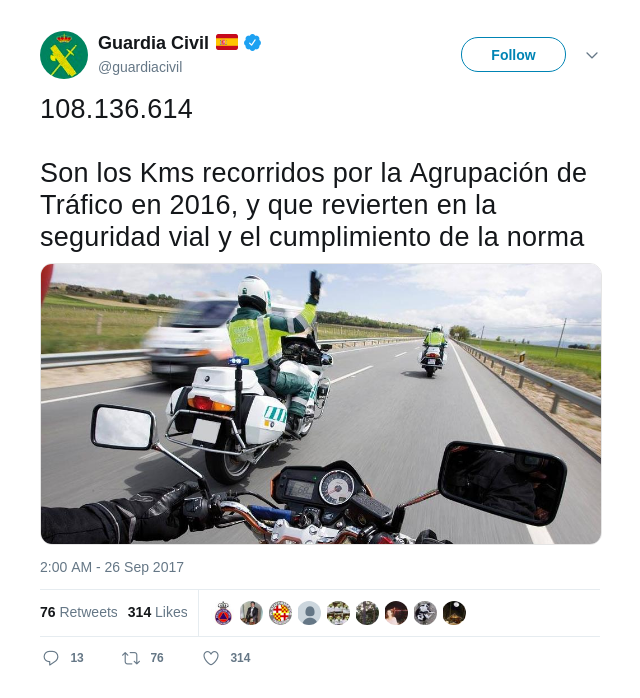 Guardia Civil
@guardiacivil
Follow
108.136.614
Son los Kms recorridos por la Agrupación de
Tráfico en 2016, y que revierten en la
seguridad vial y el cumplimiento de la norma
2:00 AM - 26 Sep 2017
76 Retweets 314 Likes
13 76 314